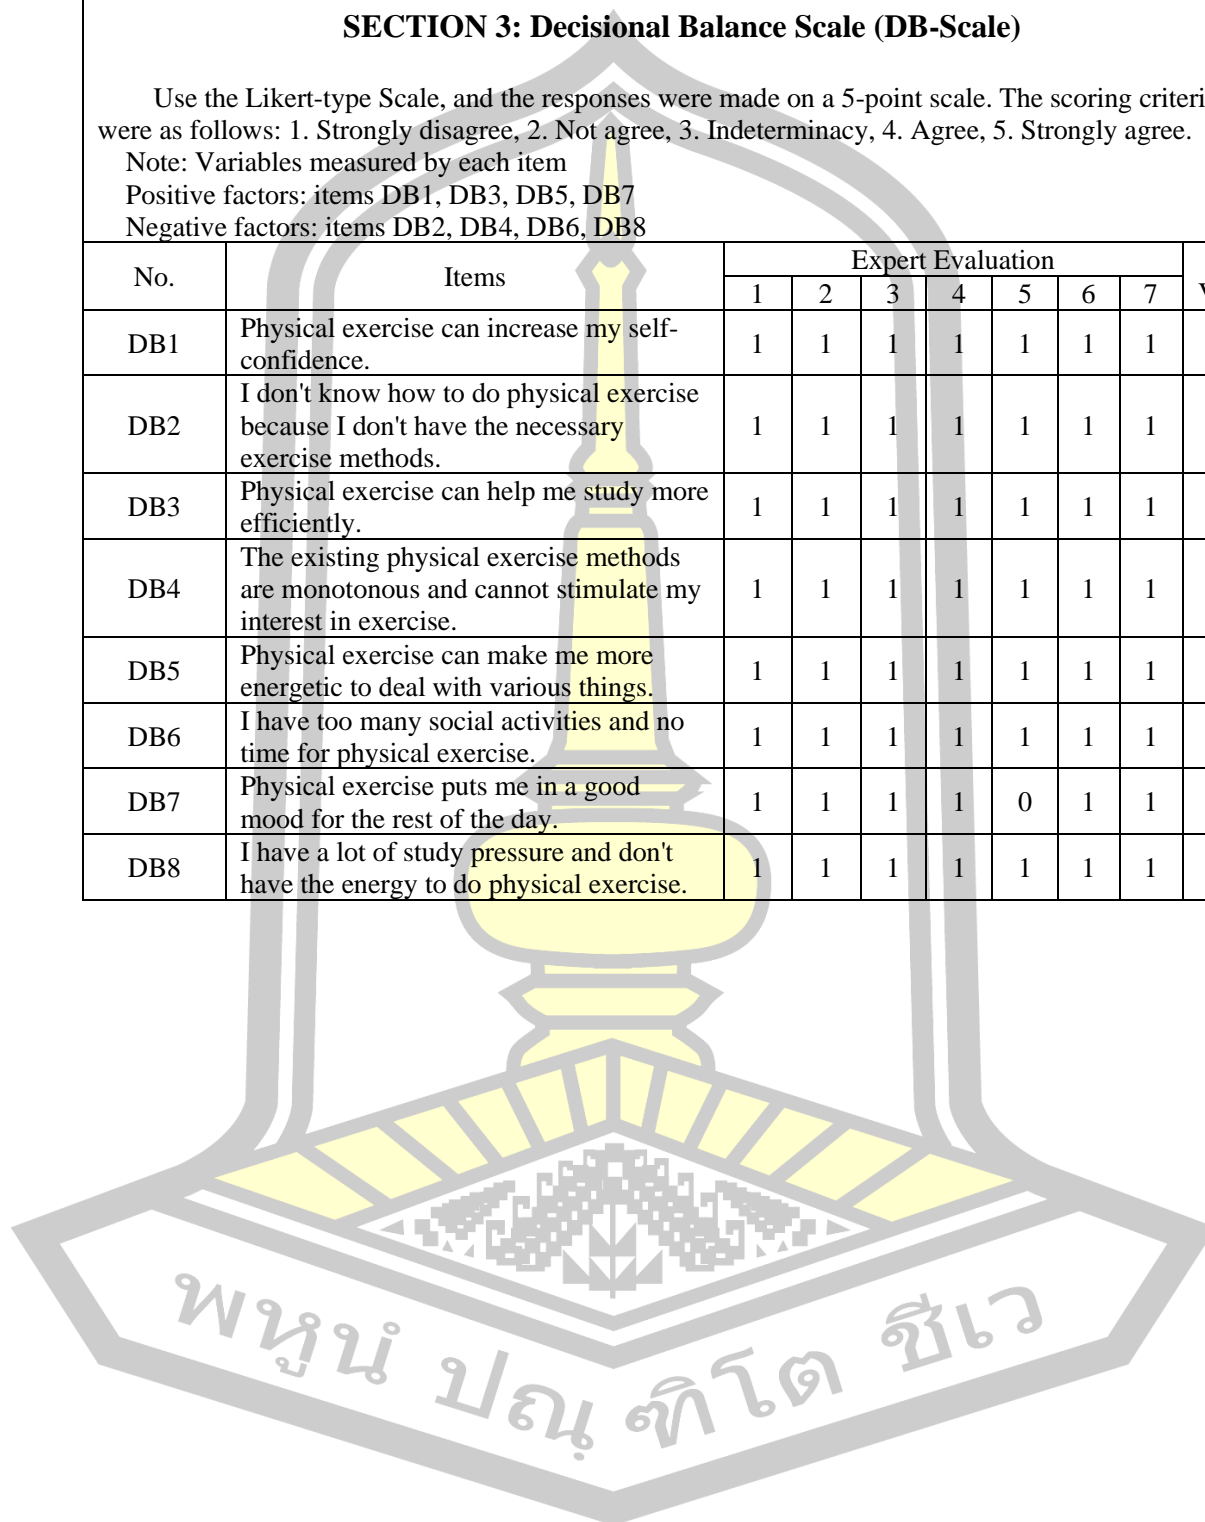 SECTION 3: Decisional Balance Scale (DB-Scale)
Use the Likert-type Scale, and the responses were made on a 5-point scale. The scoring criteri
were as follows: 1. Strongly disagree, 2. Not agree, 3. Indeterminacy, 4. Agree, 5. Strongly agree.
Note: Variables measured by each item
Positive factors: items DB1, DB3, DB5, DB7
Negative factors: items DB2, DB4, DB6, DB8
No. Items Expert Evaluation
1 2 3 4 5 6 7
DB1 Physical exercise can increase my self-
confidence. 1 1 1 1 1 1 1
DB2 I don't know how to do physical exercise
because I don't have the necessary 1 1 1 1 1 1 1
exercise methods.
DB3 Physical exercise can help me study more
efficiently. 1 1 1 1 1 1 1
DB4 The existing physical exercise methods
are monotonous and cannot stimulate my 1 1 1 1 1 1 1
interest in exercise.
DB5 Physical exercise can make me more
energetic to deal with various things. 1 1 1 1 1 1 1
DB6 I have too many social activities and no
time for physical exercise. 1 1 1 1 1 1 1
DB7 Physical exercise puts me in a good
mood for the rest of the day. 1 1 1 1 0 1 1
DB8 I have a lot of study pressure and don't
have the energy to do physical exercise. 1 1 1 1 1 1 1
พหูนํ ปณฺฑิโต ชีเว